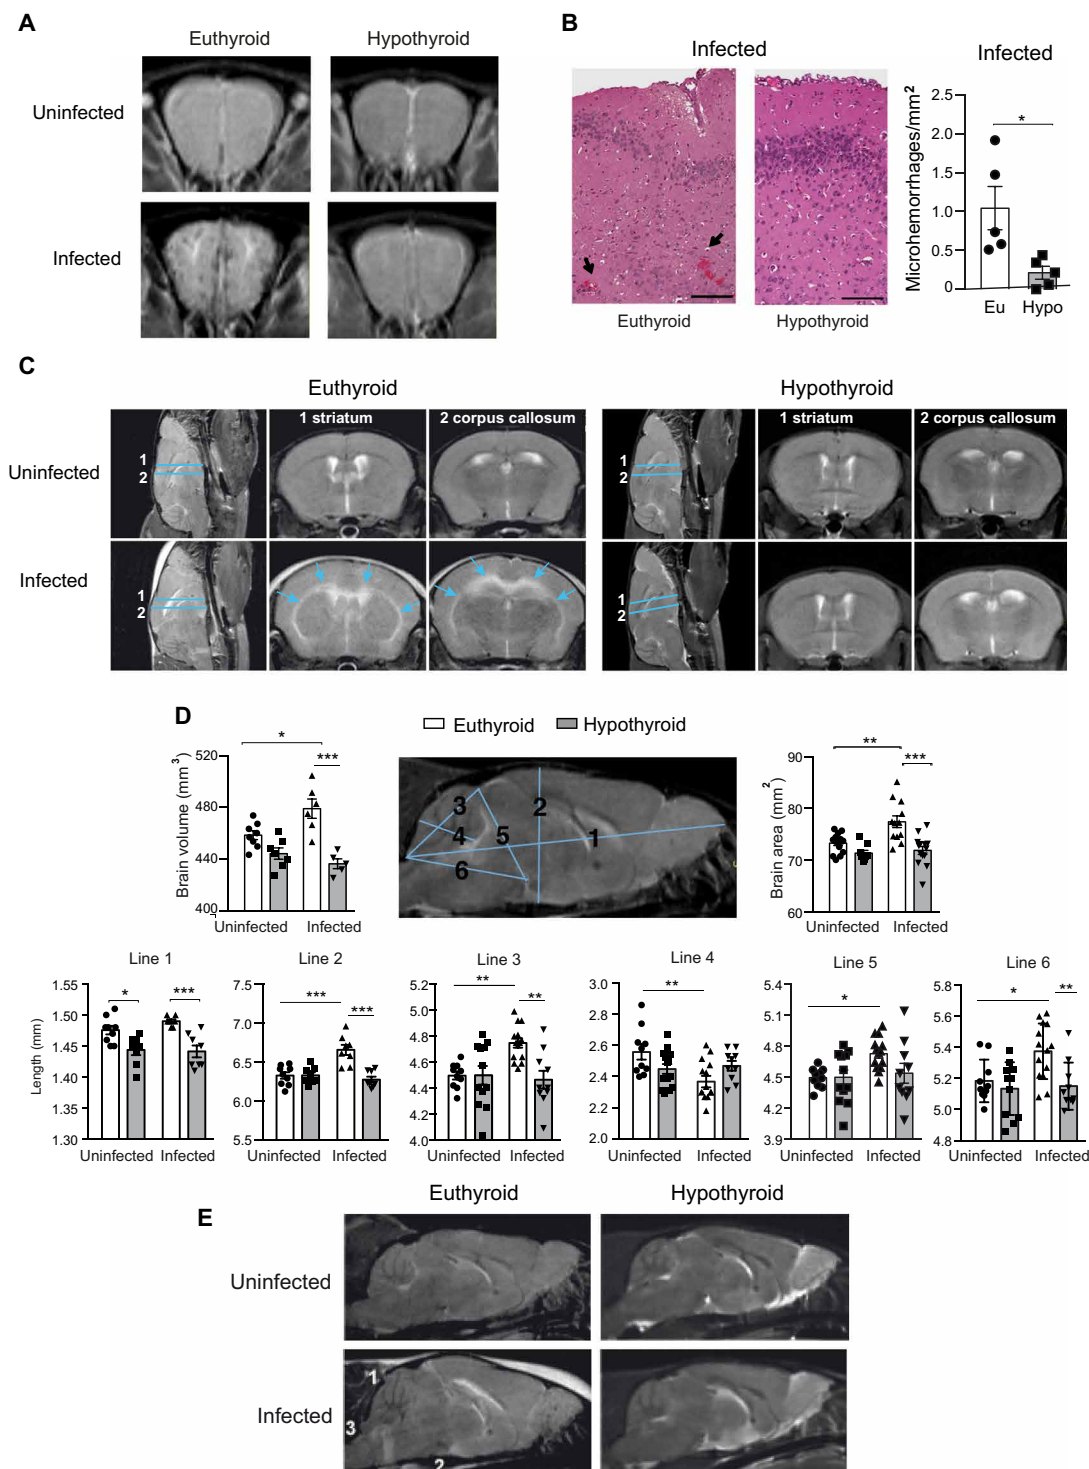 A
Euthyroid Hypothyroid
Uninfected
Infected
B
Infected
Euthyroid Hypothyroid
Infected
Microhemorrhages/mm²
2.5
2.0
1.5
1.0
0.5
0
*
Eu Hypo
C
Euthyroid Hypothyroid
Uninfected
Infected
1
2
1 striatum
2 corpus callosum
1
2
1 striatum
2 corpus callosum
1
2
1
2
D
Euthyroid Hypothyroid
Brain volume (mm³)
520
480
440
400
*
***
Uninfected Infected
3
2
4
5
1
6
Brain area (mm²)
90
80
70
60
**
***
Uninfected Infected
Line 1
Length (mm)
1.55
1.50
1.45
1.40
1.35
1.30
*
***
Uninfected Infected
Line 2
7.5
7.0
6.5
6.0
5.5
***
***
Uninfected Infected
Line 3
5.2
5.0
4.8
4.6
4.4
4.2
4.0
**
**
Uninfected Infected
Line 4
3.0
2.8
2.6
2.4
2.2
2.0
**
Uninfected Infected
Line 5
5.4
5.1
4.8
4.5
4.2
3.9
*
Uninfected Infected
Line 6
5.8
5.6
5.4
5.2
5.0
4.8
*
**
Uninfected Infected
E
Euthyroid Hypothyroid
Uninfected
Infected
1
3
2